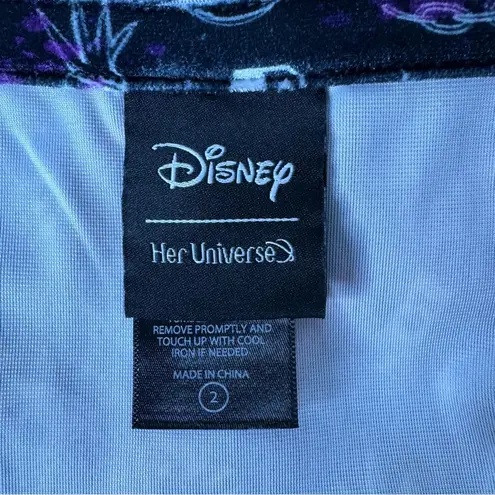 Disney
Her Universe
REMOVE PROMPTLY AND
TOUCH UP WITH COOL
IRON IF NEEDED
MADE IN CHINA
2